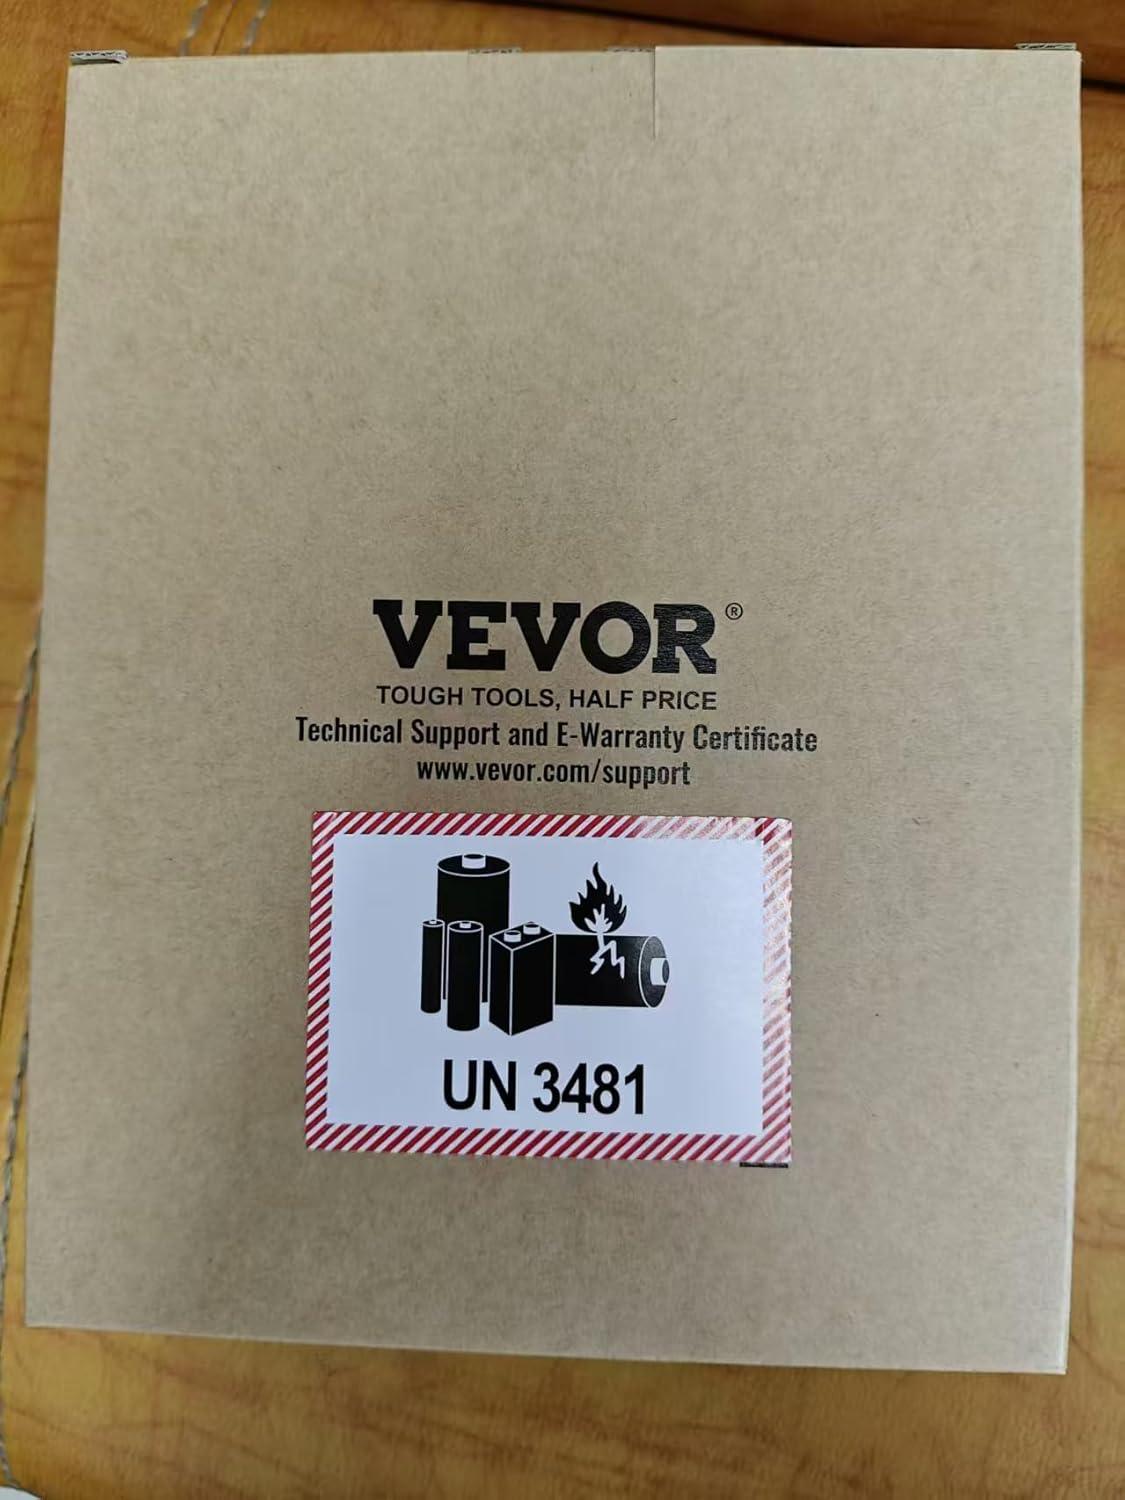 VEVOR®
TOUGH TOOLS, HALF PRICE
Technical Support and E-Warranty Certificate
www.vevor.com/support
UN 3481